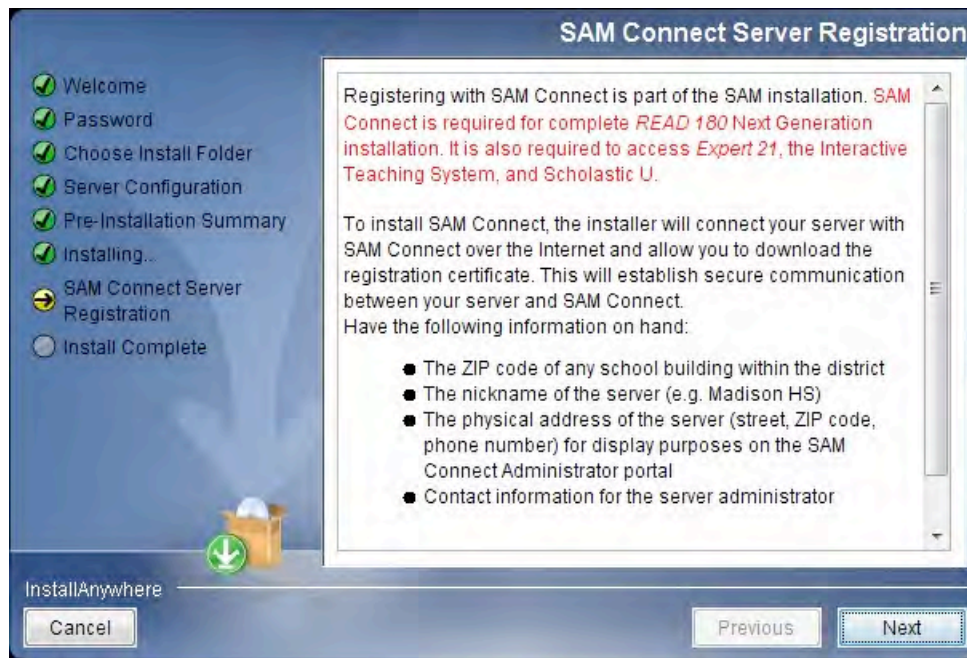 SAM Connect Server Registration
Welcome
Password
Choose Install Folder
Server Configuration
Pre-Installation Summary
Installing...
SAM Connect Server
Registration
Install Complete
Registering with SAM Connect is part of the SAM installation. SAM
Connect is required for complete READ 180 Next Generation
installation. It is also required to access Expert 21, the Interactive
Teaching System, and Scholastic U.
To install SAM Connect, the installer will connect your server with
SAM Connect over the Internet and allow you to download the
registration certificate. This will establish secure communication
between your server and SAM Connect.
Have the following information on hand:
● The ZIP code of any school building within the district
● The nickname of the server (e.g. Madison HS)
● The physical address of the server (street, ZIP code,
phone number) for display purposes on the SAM
Connect Administrator portal
● Contact information for the server administrator
InstallAnywhere
Cancel
Previous
Next